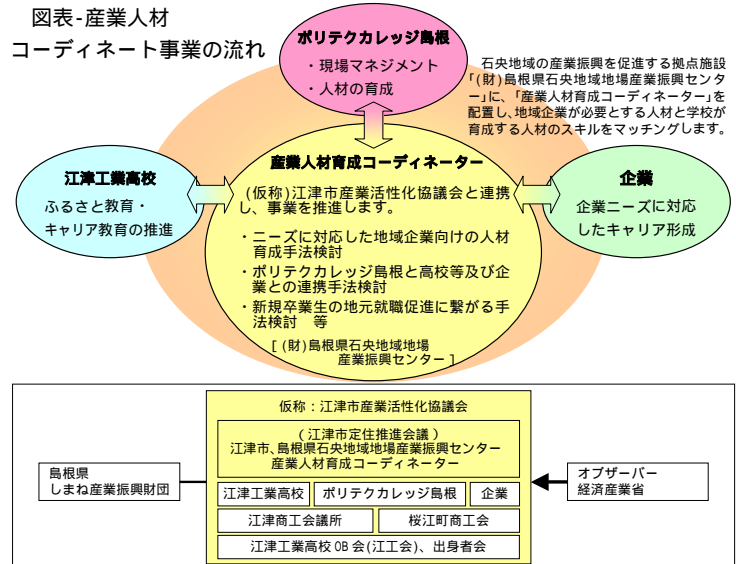 図表-産業人材
コーディネート事業の流れ
ポリテクカレッジ島根
・現場マネジメント
・人材の育成
石央地域の産業振興を促進する拠点施設
「(財)島根県石央地域地場産業振興センタ
ー」に、「産業人材育成コーディネーター」を
配置し、地域企業が必要とする人材と学校が
育成する人材のスキルをマッチングします。
江津工業高校
ふるさと教育・
キャリア教育の推進
産業人材育成コーディネーター
(仮称)江津市産業活性化協議会と連携
し、事業を推進します。
・ニーズに対応した地域企業向けの人材
育成手法検討
・ポリテクカレッジ島根と高校等及び企
業との連携手法検討
・新規卒業生の地元就職促進に繋がる手
法検討　等
[ (財)島根県石央地域地場
産業振興センター ]
企業
企業ニーズに対応
したキャリア形成
仮称：江津市産業活性化協議会
(江津市定住推進会議)
江津市、島根県石央地域地場産業振興センター
産業人材育成コーディネーター
島根県
しまね産業振興財団
オブザーバー
経済産業省
江津工業高校
ポリテクカレッジ島根
企業
江津商工会議所
桜江町商工会
江津工業高校OB会(江工会)、出身者会